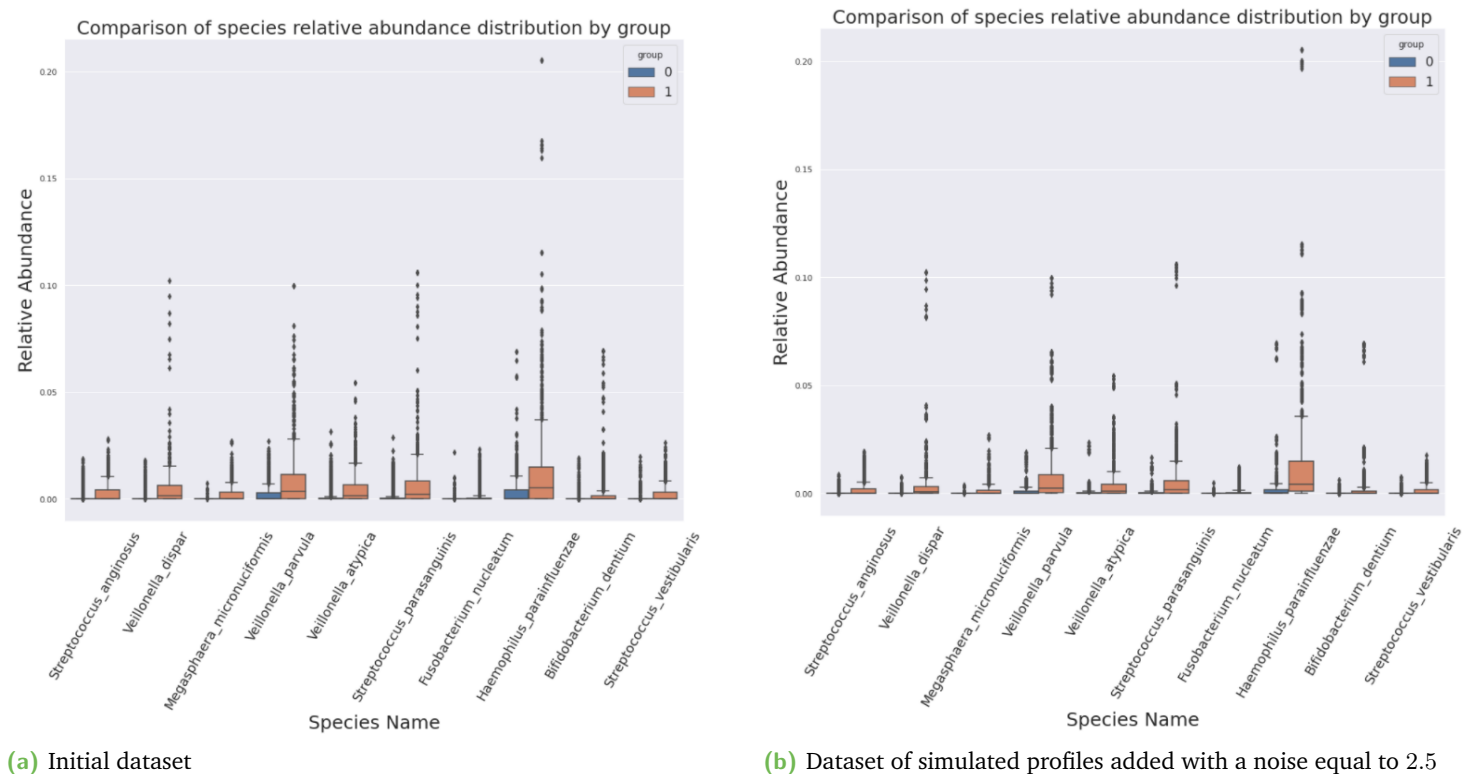 Comparison of species relative abundance distribution by group
group
0
1
0.20
0.15
0.10
0.05
0.00
Relative Abundance
Streptococcus_anginosus
Veillonella_dispar
Megasphaera_micronuciformis
Veillonella_parvula
Veillonella_atypica
Streptococcus_parasanguinis
Fusobacterium_nucleatum
Haemophilus_parainfluenzae
Bifidobacterium_dentium
Streptococcus_vestibularis
Species Name
(a) Initial dataset
Comparison of species relative abundance distribution by group
group
0
1
0.20
0.15
0.10
0.05
0.00
Relative Abundance
Streptococcus_anginosus
Veillonella_dispar
Megasphaera_micronuciformis
Veillonella_parvula
Veillonella_atypica
Streptococcus_parasanguinis
Fusobacterium_nucleatum
Haemophilus_parainfluenzae
Bifidobacterium_dentium
Streptococcus_vestibularis
Species Name
(b) Dataset of simulated profiles added with a noise equal to 2.5